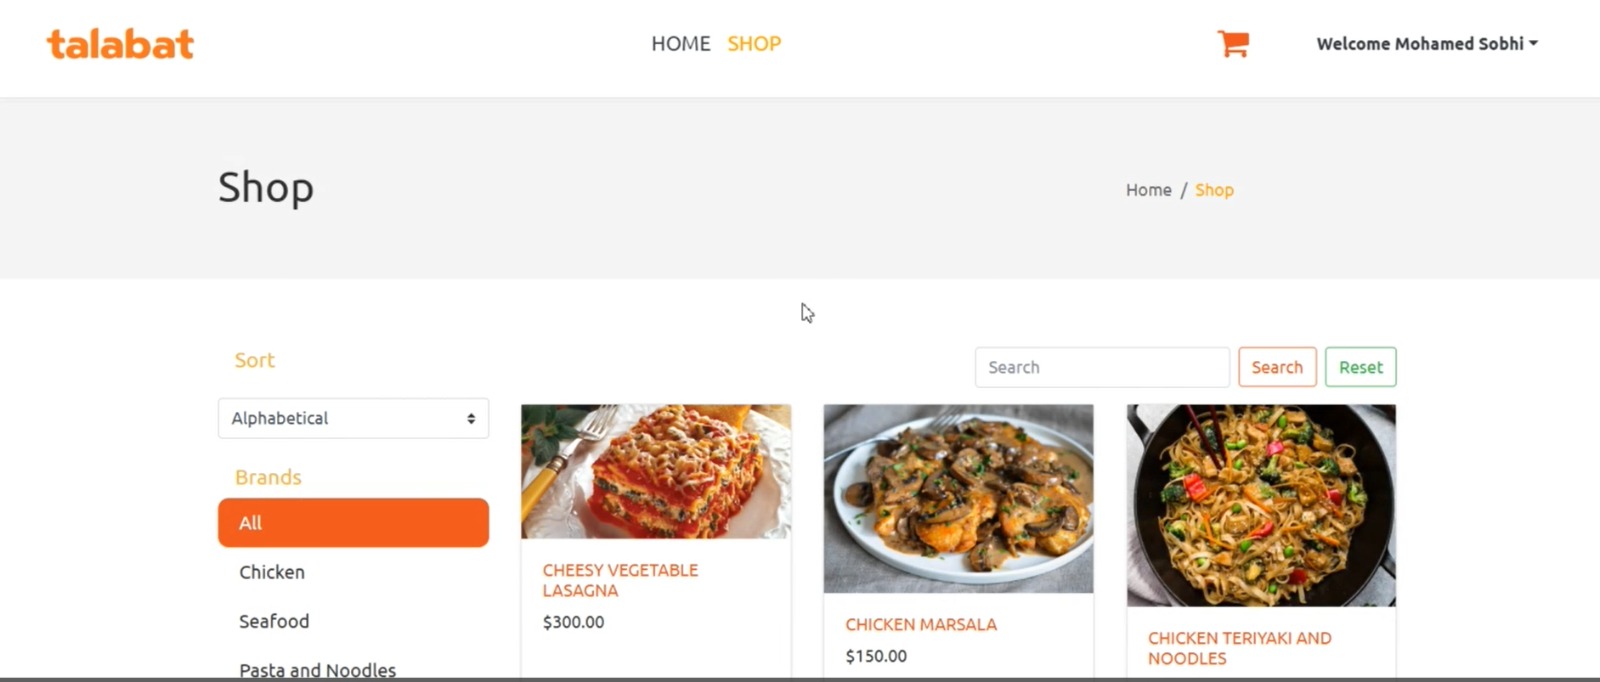 talabat
HOME SHOP
Welcome Mohamed Sobhi
Shop
Home / Shop
Sort
Search
Search
Reset
Alphabetical
Brands
All
Chicken
Seafood
Pasta and Noodles
CHEESY VEGETABLE
LASAGNA
$300.00
CHICKEN MARSALA
$150.00
CHICKEN TERIYAKI AND
NOODLES